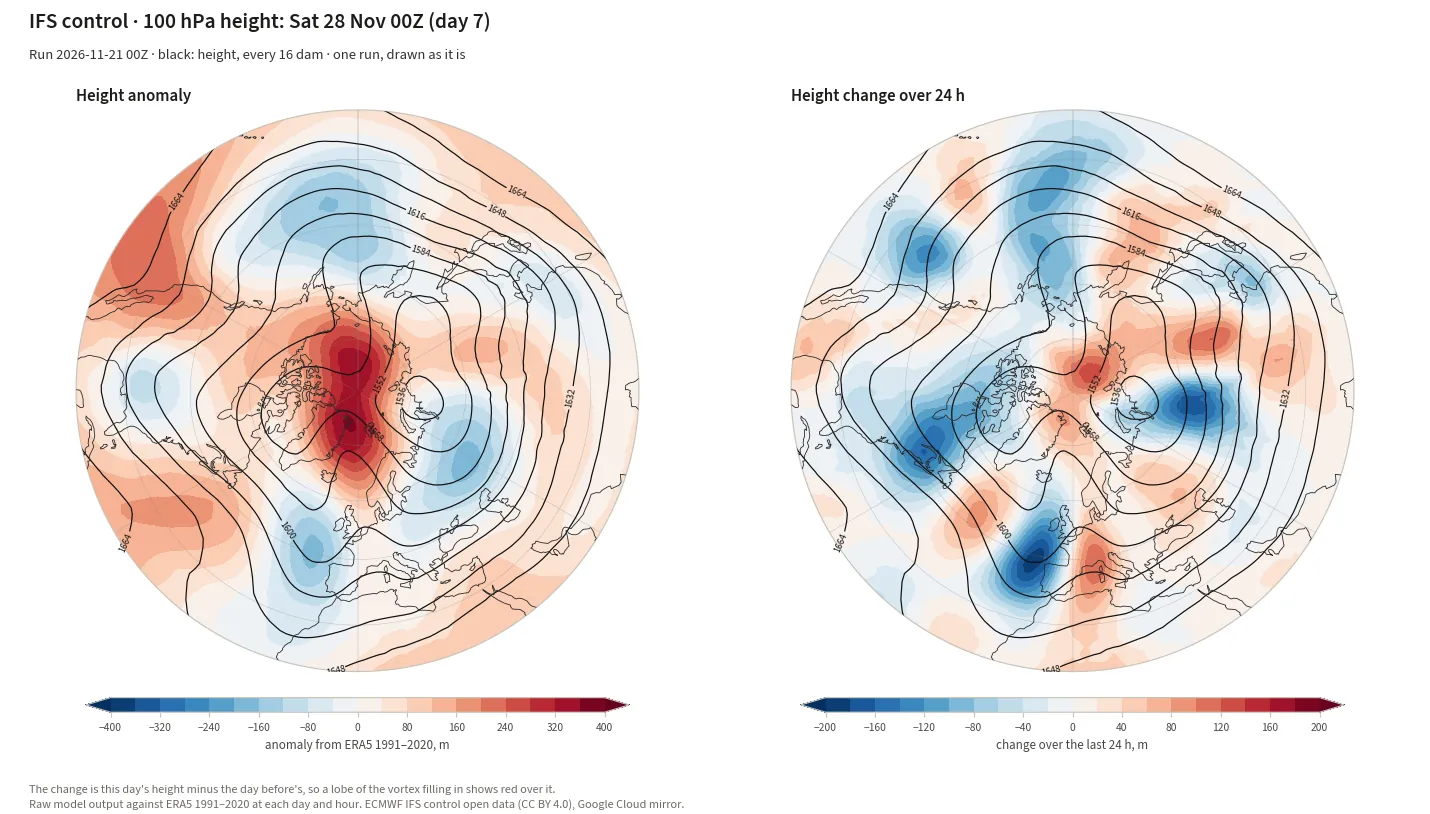 IFS control · 100 hPa height: Sat 28 Nov 00Z (day 7)
Run 2026-11-21 00Z · black: height, every 16 dam · one run, drawn as it is
Height anomaly
Height change over 24 h
1664
1664
1648
1616
1584
1552
1536
1568
1632
1600
1664
1648
1664
1664
1648
1616
1584
1552
1536
1568
1632
1600
1664
1648
−400 −320 −240 −160 −80 0 80 160 240 320 400
anomaly from ERA5 1991–2020, m
−200 −160 −120 −80 −40 0 40 80 120 160 200
change over the last 24 h, m
The change is this day's height minus the day before's, so a lobe of the vortex filling in shows red over it.
Raw model output against ERA5 1991–2020 at each day and hour. ECMWF IFS control open data (CC BY 4.0), Google Cloud mirror.